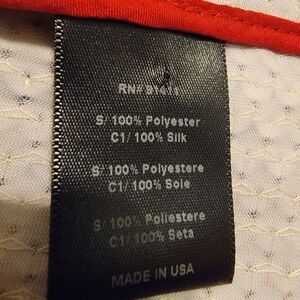 RN# 91411
S/ 100% Polyester
C1/ 100% Silk
S/ 100% Polyestere
C1/ 100% Soie
S/ 100% Poliestere
C1/ 100% Seta
MADE IN USA